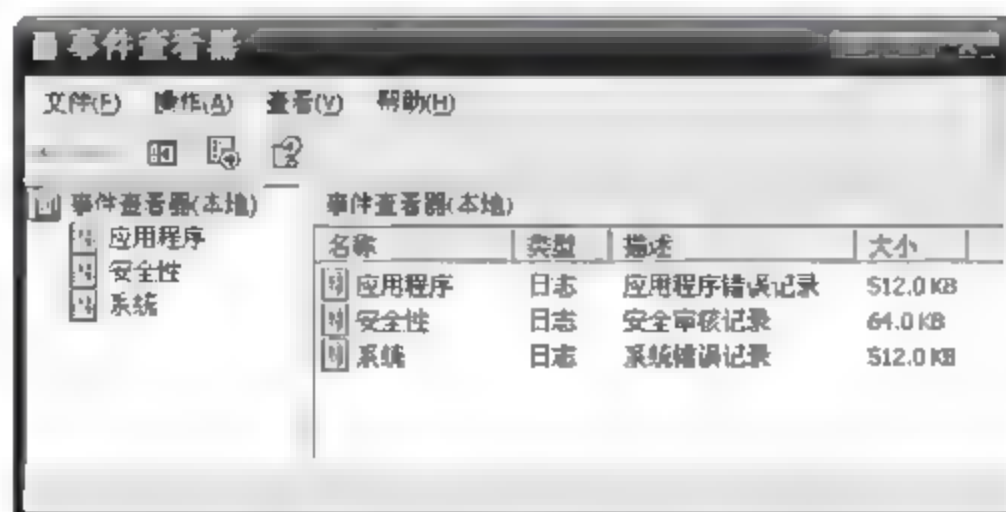 事件查看器
文件(F) 操作(A) 查看(V) 帮助(H)
事件查看器(本地)
应用程序
安全性
系统
事件查看器(本地)
名称 类型 描述 大小
应用程序 日志 应用程序错误记录 512.0 KB
安全性 日志 安全审核记录 64.0 KB
系统 日志 系统错误记录 512.0 KB